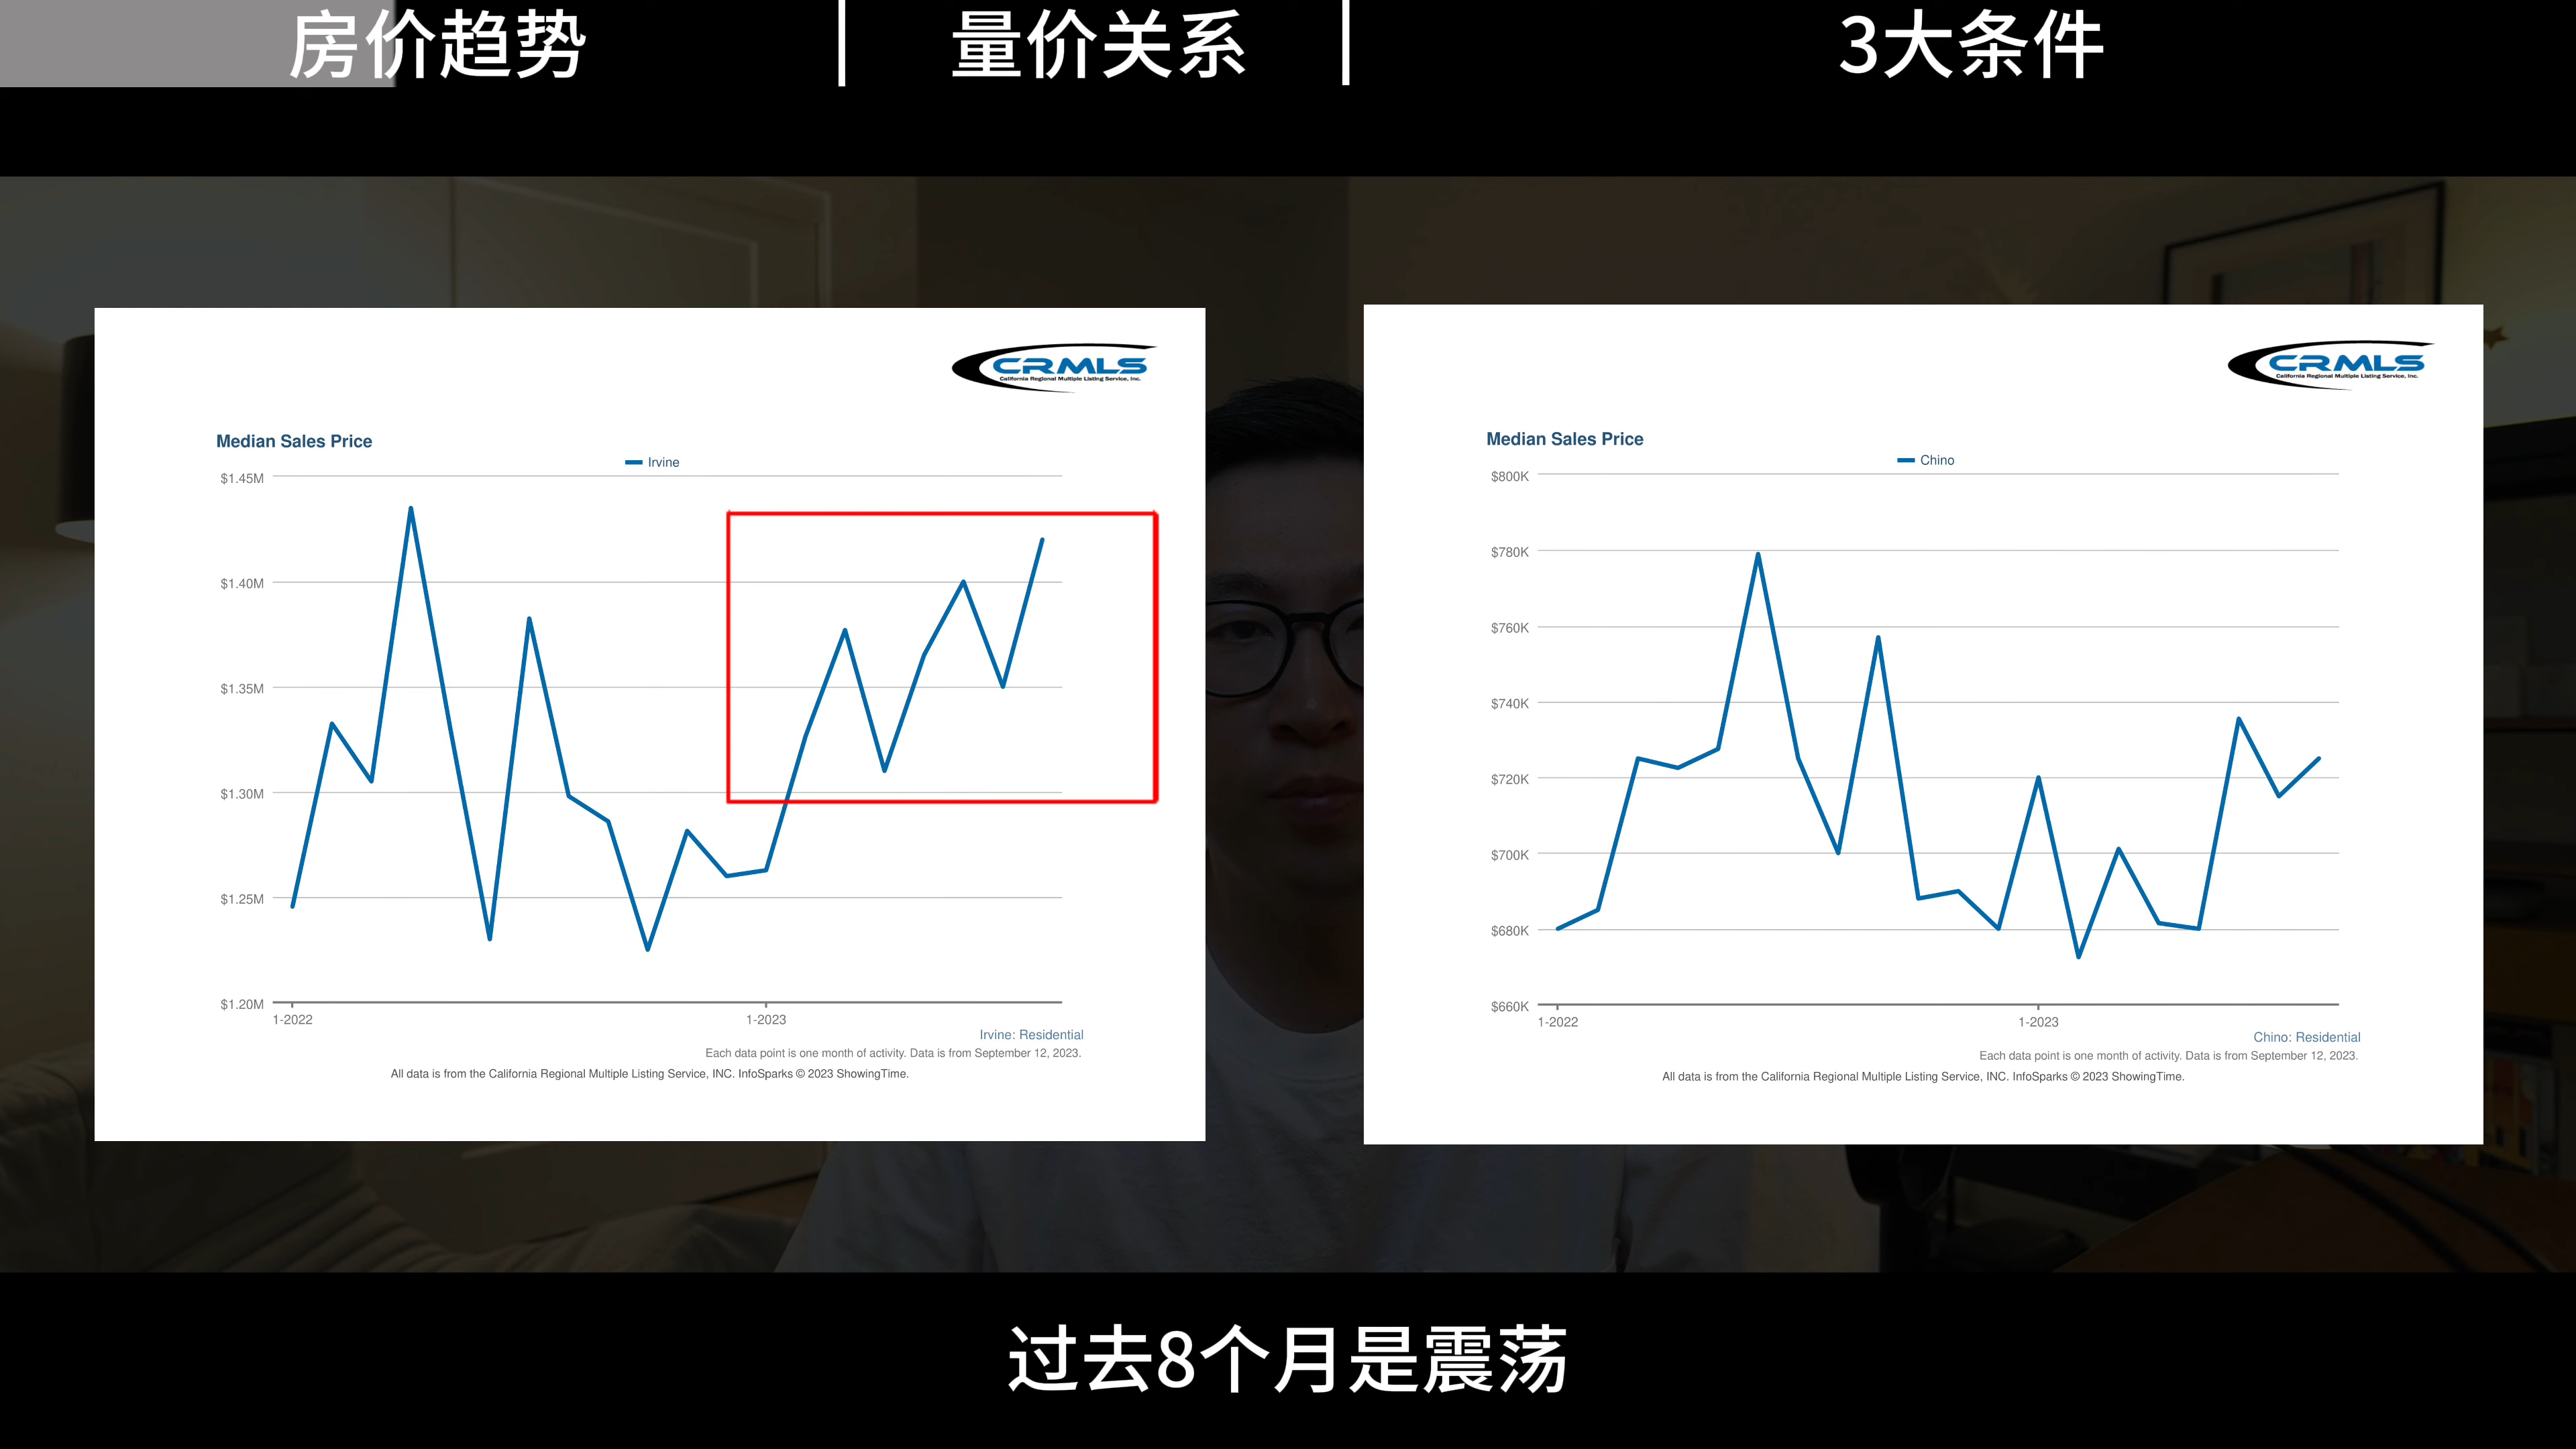 房价趋势
量价关系
3大条件
CRMLS
California Regional Multiple Listing Service, Inc.
Median Sales Price
Irvine
$1.45M
$1.40M
$1.35M
$1.30M
$1.25M
$1.20M
1-2022
1-2023
Irvine: Residential
Each data point is one month of activity. Data is from September 12, 2023.
All data is from the California Regional Multiple Listing Service, INC. InfoSparks © 2023 ShowingTime.
CRMLS
California Regional Multiple Listing Service, Inc.
Median Sales Price
Chino
$800K
$780K
$760K
$740K
$720K
$700K
$680K
$660K
1-2022
1-2023
Chino: Residential
Each data point is one month of activity. Data is from September 12, 2023.
All data is from the California Regional Multiple Listing Service, INC. InfoSparks © 2023 ShowingTime.
过去8个月是震荡